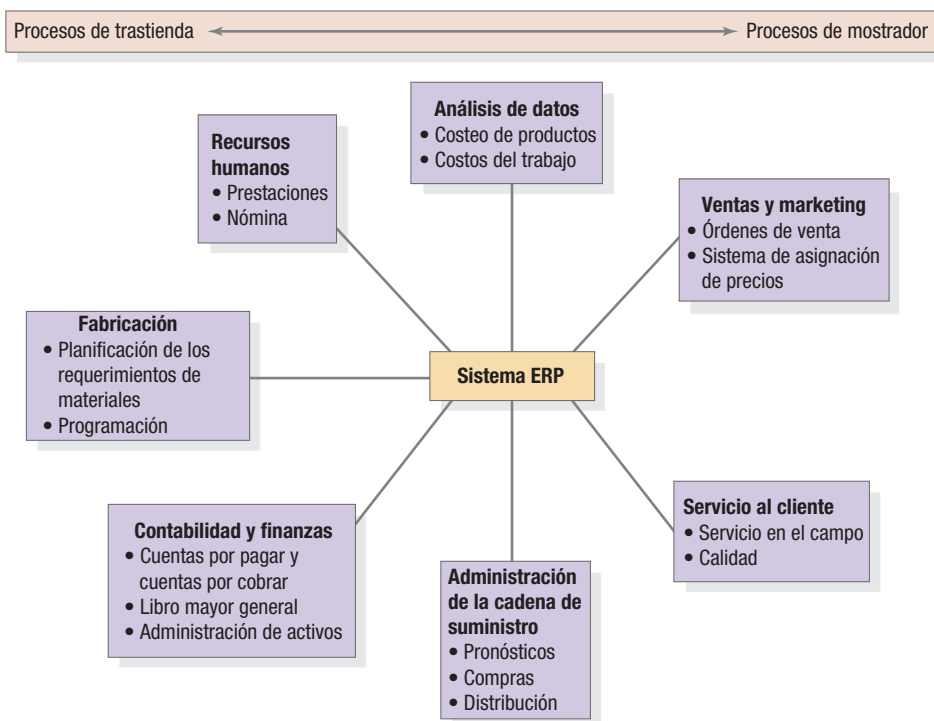 Procesos de trastienda
Procesos de mostrador
Análisis de datos
• Costeo de productos
• Costos del trabajo
Recursos
humanos
• Prestaciones
• Nómina
Ventas y marketing
• Órdenes de venta
• Sistema de asignación
de precios
Fabricación
• Planificación de los
requerimientos de
materiales
• Programación
Sistema ERP
Contabilidad y finanzas
• Cuentas por pagar y
cuentas por cobrar
• Libro mayor general
• Administración de activos
Administración
de la cadena de
suministro
• Pronósticos
• Compras
• Distribución
Servicio al cliente
• Servicio en el campo
• Calidad